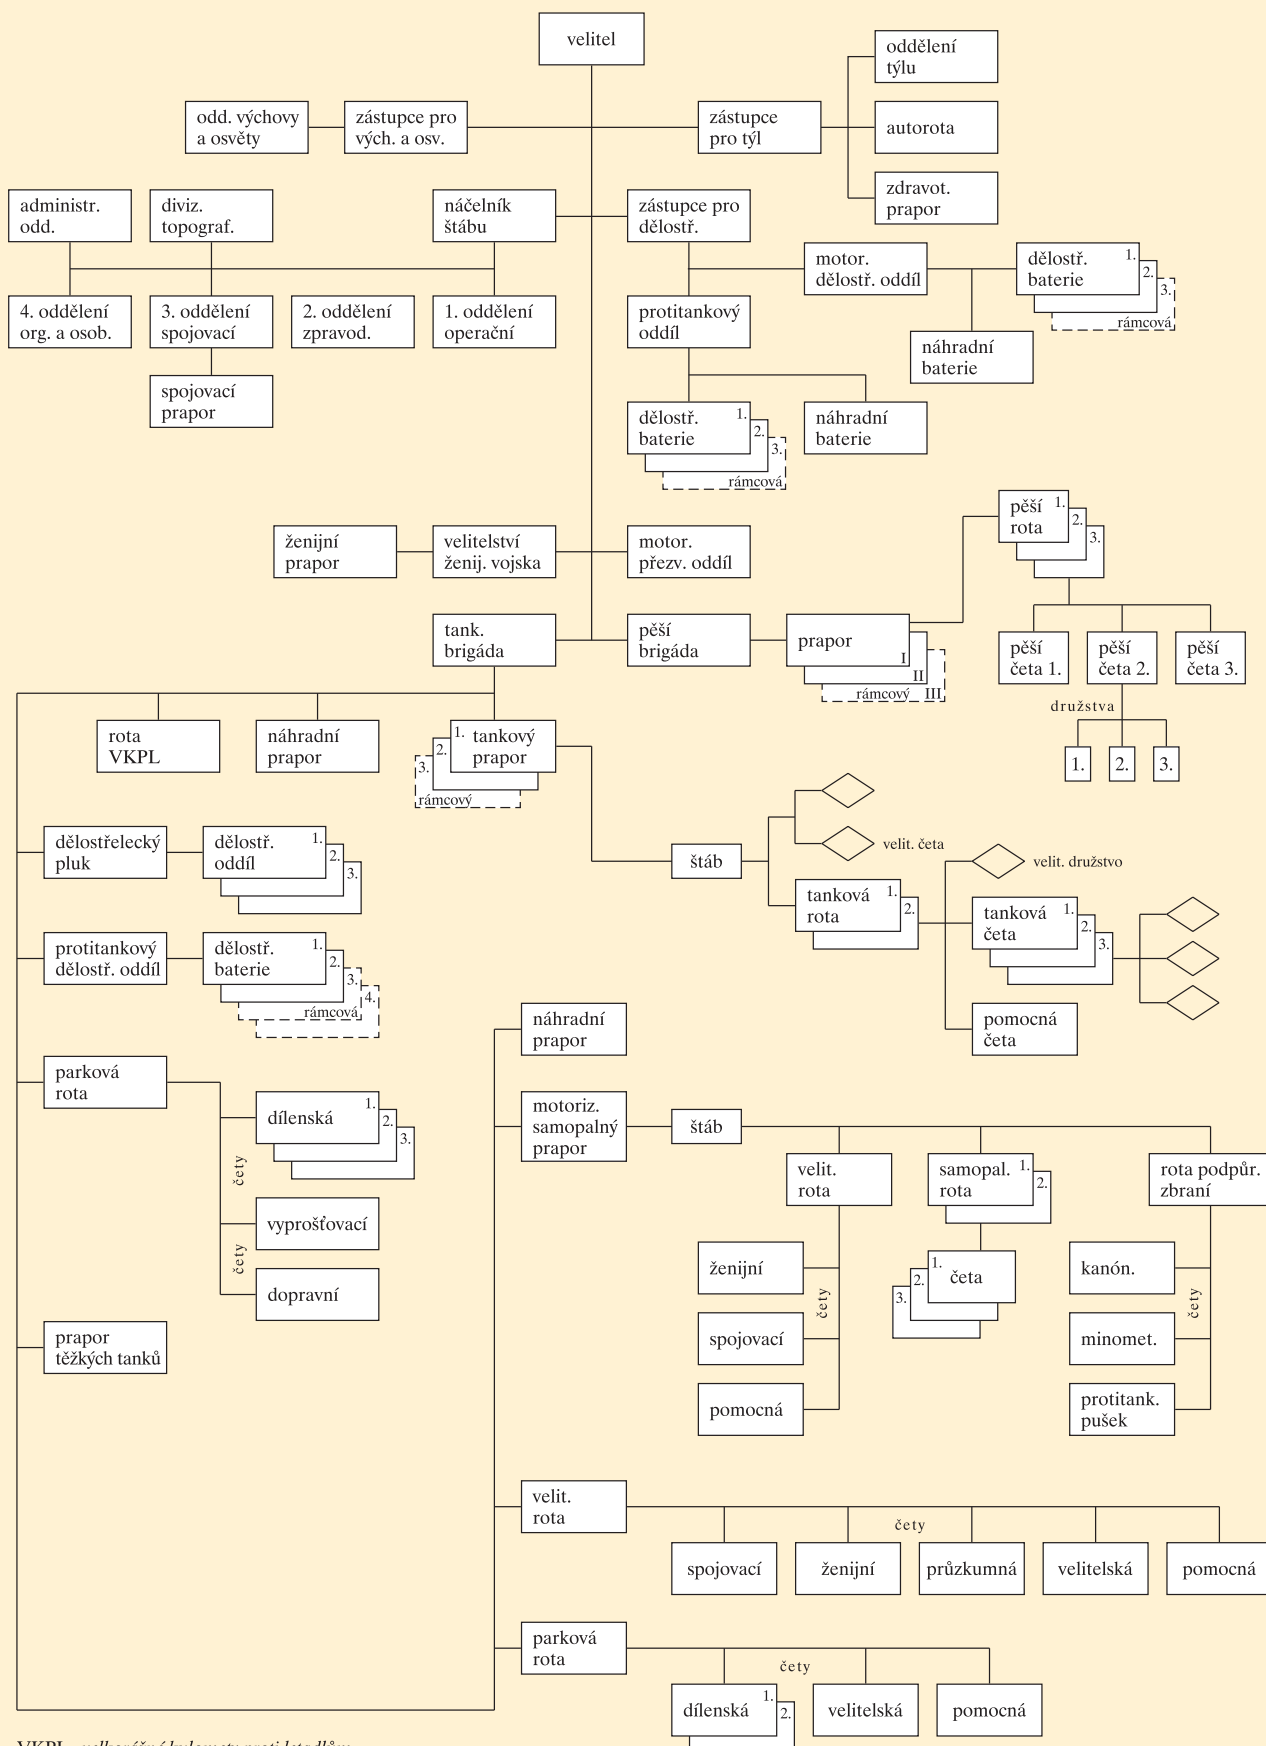 velitel
oddělení
týlu
odd. výchovy
a osvěty
zástupce pro
vých. a osv.
zástupce
pro týl
autorota
zdravot.
prapor
administr.
odd.
diviz.
topograf.
náčelník
štábu
zástupce pro
dělostř.
motor.
dělostř. oddíl
dělostř.
baterie
1.
2.
3.
rámcová
4. oddělení
org. a osob.
3. oddělení
spojovací
2. oddělení
zpravod.
1. oddělení
operační
protitankový
oddíl
náhradní
baterie
spojovací
prapor
dělostř.
baterie
1.
2.
3.
rámcová
náhradní
baterie
ženijní
prapor
velitelství
ženij. vojska
motor.
přezv. oddíl
pěší
rota
1.
2.
3.
tank.
brigáda
pěší
brigáda
prapor
I
II
rámcový III
pěší
četa 1.
pěší
četa 2.
pěší
četa 3.
družstva
1.
2.
3.
rota
VKPL
náhradní
prapor
1. tankový
prapor
2.
3.
rámcový
dělostřelecký
pluk
dělostř.
oddíl
1.
2.
3.
štáb
velit. četa
velit. družstvo
tanková
rota
1.
2.
tanková
četa
1.
2.
3.
pomocná
četa
protitankový
dělostř. oddíl
dělostř.
baterie
1.
2.
3.
rámcová
4.
parková
rota
dílenská
1.
2.
3.
čety
vyprošťovací
čety
dopravní
prapor
těžkých tanků
náhradní
prapor
motoriz.
samopalný
prapor
štáb
velit.
rota
samopal.
rota
1.
2.
rota podpůr.
zbraní
ženijní
spojovací
pomocná
čety
1.
četa
2.
3.
kanón.
minomet.
protitank.
pušek
čety
velit.
rota
čety
spojovací
ženijní
průzkumná
velitelská
pomocná
parková
rota
čety
dílenská
1.
2.
velitelská
pomocná